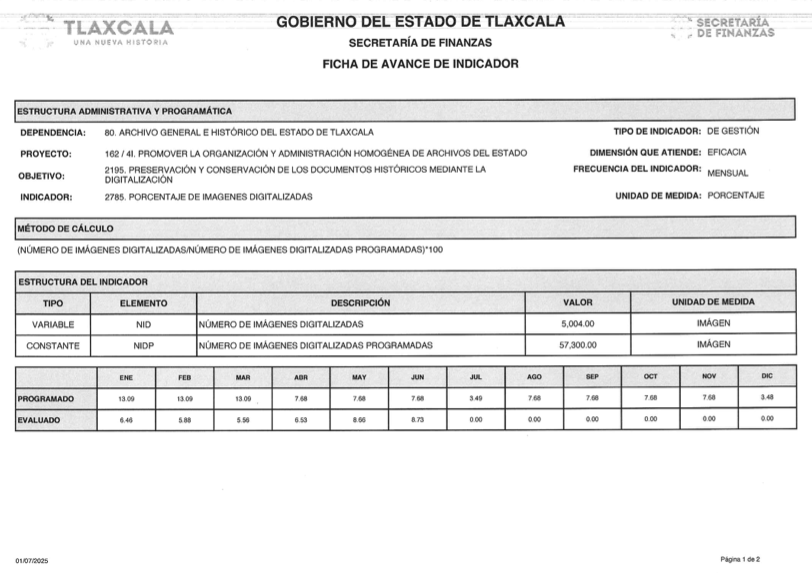 TLAXCALA
UNA NUEVA HISTORIA
GOBIERNO DEL ESTADO DE TLAXCALA
SECRETARÍA DE FINANZAS
FICHA DE AVANCE DE INDICADOR
SECRETARÍA
DE FINANZAS
ESTRUCTURA ADMINISTRATIVA Y PROGRAMÁTICA
DEPENDENCIA: 80. ARCHIVO GENERAL E HISTÓRICO DEL ESTADO DE TLAXCALA TIPO DE INDICADOR: DE GESTIÓN
PROYECTO: 162 / 4I. PROMOVER LA ORGANIZACIÓN Y ADMINISTRACIÓN HOMOGÉNEA DE ARCHIVOS DEL ESTADO DIMENSIÓN QUE ATIENDE: EFICACIA
OBJETIVO: 2195. PRESERVACIÓN Y CONSERVACIÓN DE LOS DOCUMENTOS HISTÓRICOS MEDIANTE LA FRECUENCIA DEL INDICADOR: MENSUAL
DIGITALIZACIÓN
INDICADOR: 2785. PORCENTAJE DE IMAGENES DIGITALIZADAS UNIDAD DE MEDIDA: PORCENTAJE
MÉTODO DE CÁLCULO
(NÚMERO DE IMÁGENES DIGITALIZADAS/NÚMERO DE IMÁGENES DIGITALIZADAS PROGRAMADAS)*100
ESTRUCTURA DEL INDICADOR
TIPO ELEMENTO DESCRIPCIÓN VALOR UNIDAD DE MEDIDA
VARIABLE NID NÚMERO DE IMÁGENES DIGITALIZADAS 5,004.00 IMÁGEN
CONSTANTE NIDP NÚMERO DE IMÁGENES DIGITALIZADAS PROGRAMADAS 57,300.00 IMÁGEN
ENE FEB MAR ABR MAY JUN JUL AGO SEP OCT NOV DIC
PROGRAMADO 13.09 13.09 13.09 7.68 7.68 7.68 3.49 7.68 7.68 7.68 7.68 3.48
EVALUADO 6.46 5.88 5.56 6.53 8.66 8.73 0.00 0.00 0.00 0.00 0.00 0.00
01/07/2025
Página 1 de 2